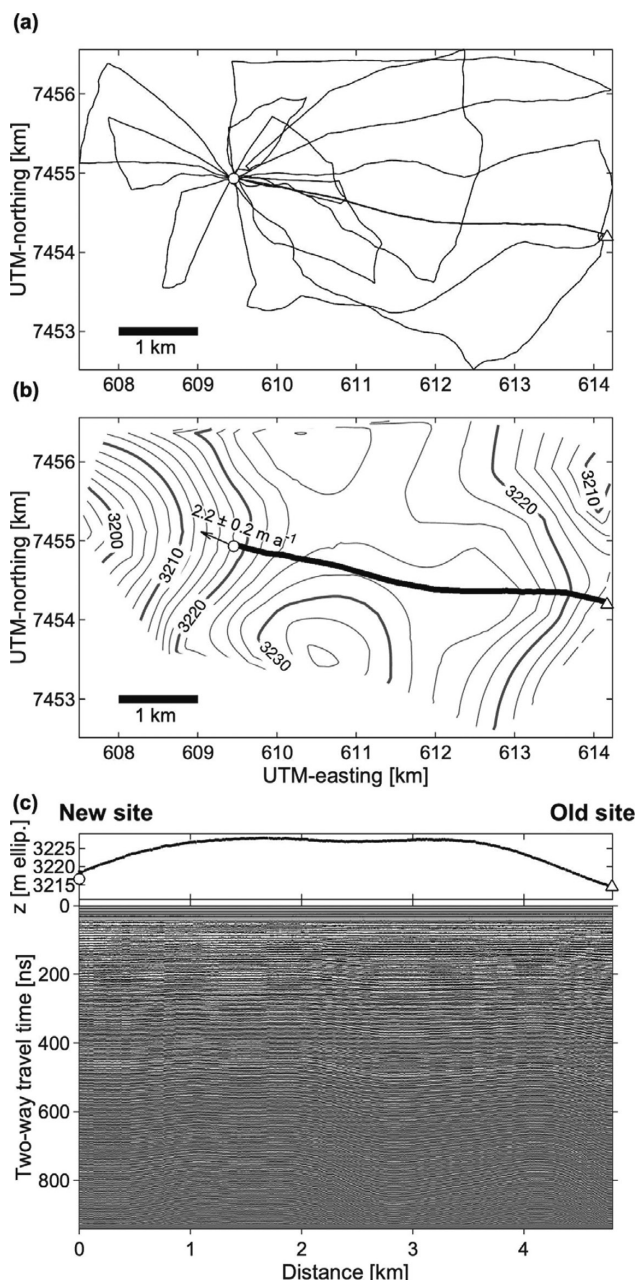 (a)
7456
7455
7454
7453
UTM-northing [km]
1 km
608 609 610 611 612 613 614
(b)
7456
7455
7454
7453
UTM-northing [km]
3200
3210
3220
2.2 ± 0.2 m a⁻¹
3230
3220
3210
1 km
608 609 610 611 612 613 614
UTM-easting [km]
(c)
New site Old site
z [m ellip.]
3225
3220
3215
0
200
400
600
800
Two-way travel time [ns]
0 1 2 3 4
Distance [km]